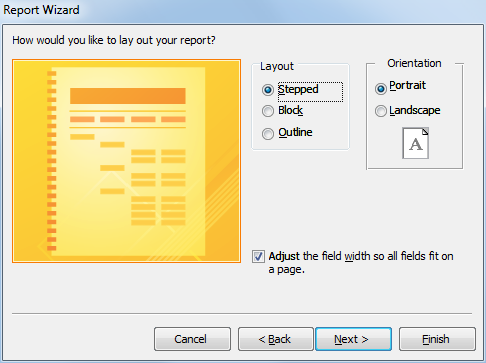 Report Wizard
How would you like to lay out your report?
Layout
Stepped
Block
Outline
Orientation
Portrait
Landscape
A
Adjust the field width so all fields fit on
a page.
Cancel
< Back
Next >
Finish